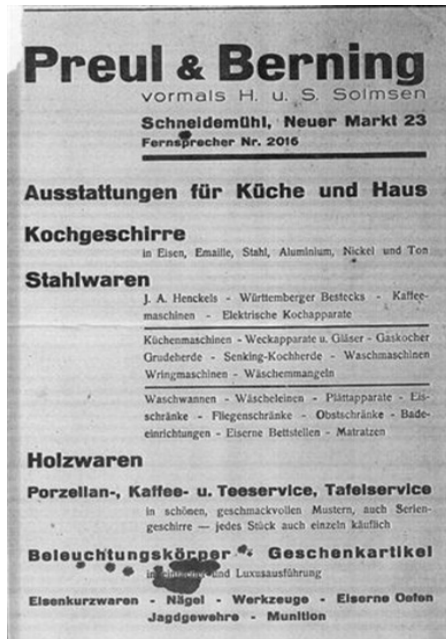 Preul & Berning
vormals H. u. S. Solmsen
Schneidemühl, Neuer Markt 23
Fernsprecher Nr. 2016
Ausstattungen für Küche und Haus
Kochgeschirre
in Eisen, Emaille, Stahl, Aluminium, Nickel und Ton
Stahlwaren
J. A. Henckels - Württemberger Bestecks - Kaffee-
maschinen - Elektrische Kochapparate
Küchenmaschinen - Weckapparate u. Gläser - Gaskocher
Grudeherde - Senking-Kochherde - Waschmaschinen
Wringmaschinen - Wäschemmangeln
Waschwannen - Wäscheleinen - Plättapparate - Eis-
schränke - Fliegenschränke - Obstschränke - Bade-
einrichtungen - Eiserne Bettstellen - Matratzen
Holzwaren
Porzellan-, Kaffee- u. Teeservice, Tafelservice
in schönen, geschmackvollen Mustern, auch Serien-
geschirre — jedes Stück auch einzeln käuflich
Beleuchtungskörper - Geschenkartikel
in und Luxusausführung
Eisenkurzwaren - Nägel - Werkzeuge - Eiserne Oefen
Jagdgewehre - Munition